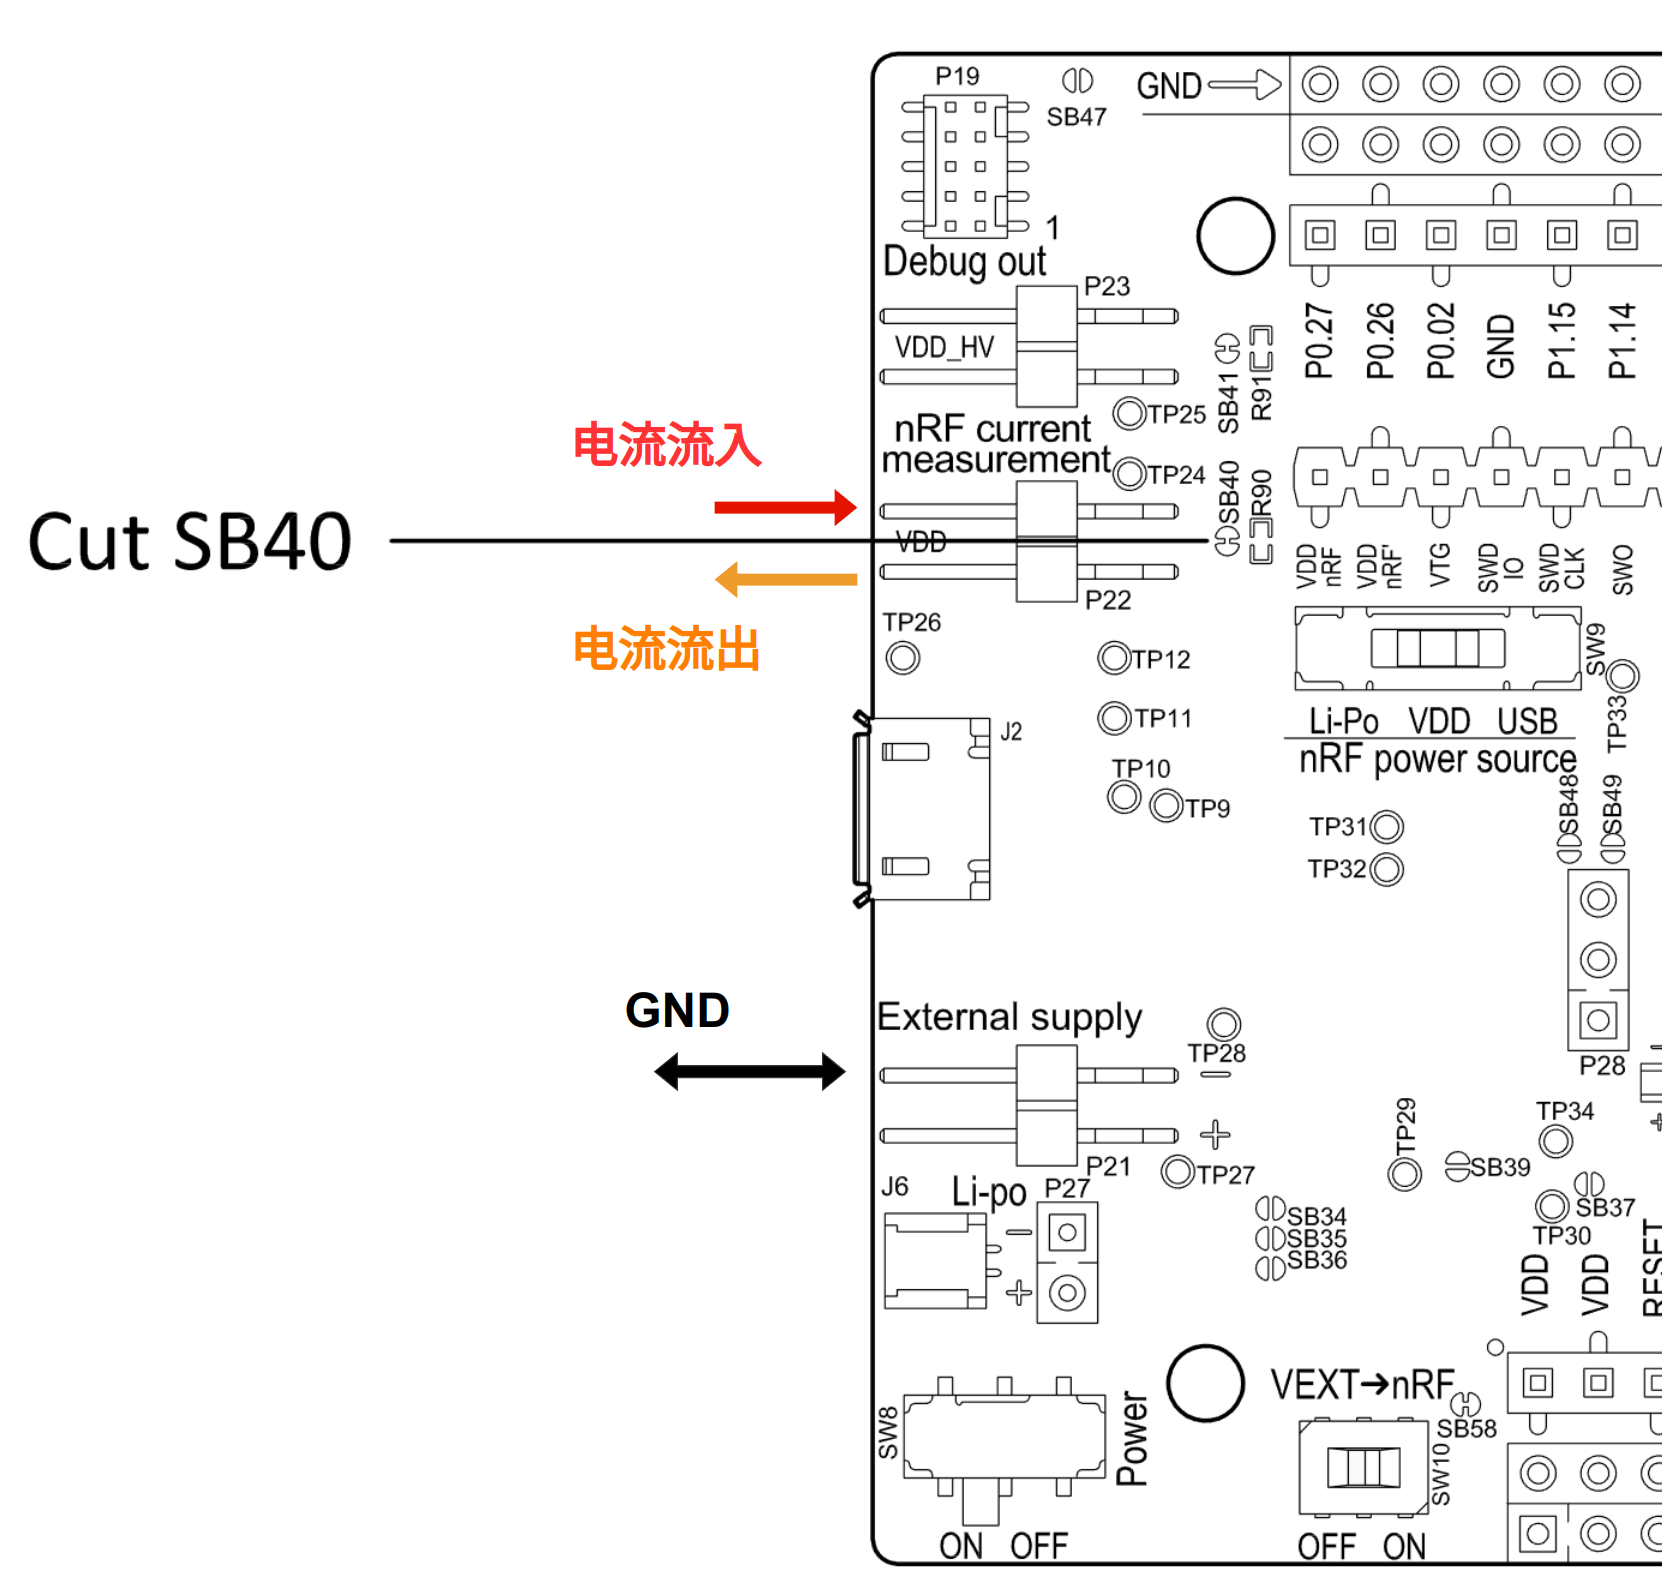 P19
SB47
GND
1
Debug out
P23
VDD_HV
TP25
SB41
R91
P0.27
P0.26
P0.02
GND
P1.15
P1.14
电流流入
nRF current
measurement
TP24
SB40
R90
Cut SB40
VDD
P22
电流流出
VDD
nRF
VDD
nRF'
VTG
SWD
IO
SWD
CLK
SWO
TP26
TP12
TP11
J2
TP10
TP9
SW9
Li-Po VDD USB
nRF power source
TP33
TP31
TP32
SB48
SB49
P28
GND
External supply
TP28
−
+
P21
TP27
TP29
SB39
TP34
SB37
TP30
−
+
J6
Li-po
P27
−
+
SB34
SB35
SB36
VDD
VDD
RESET
SW8
Power
ON OFF
VEXT➔nRF
SB58
SW10
OFF ON